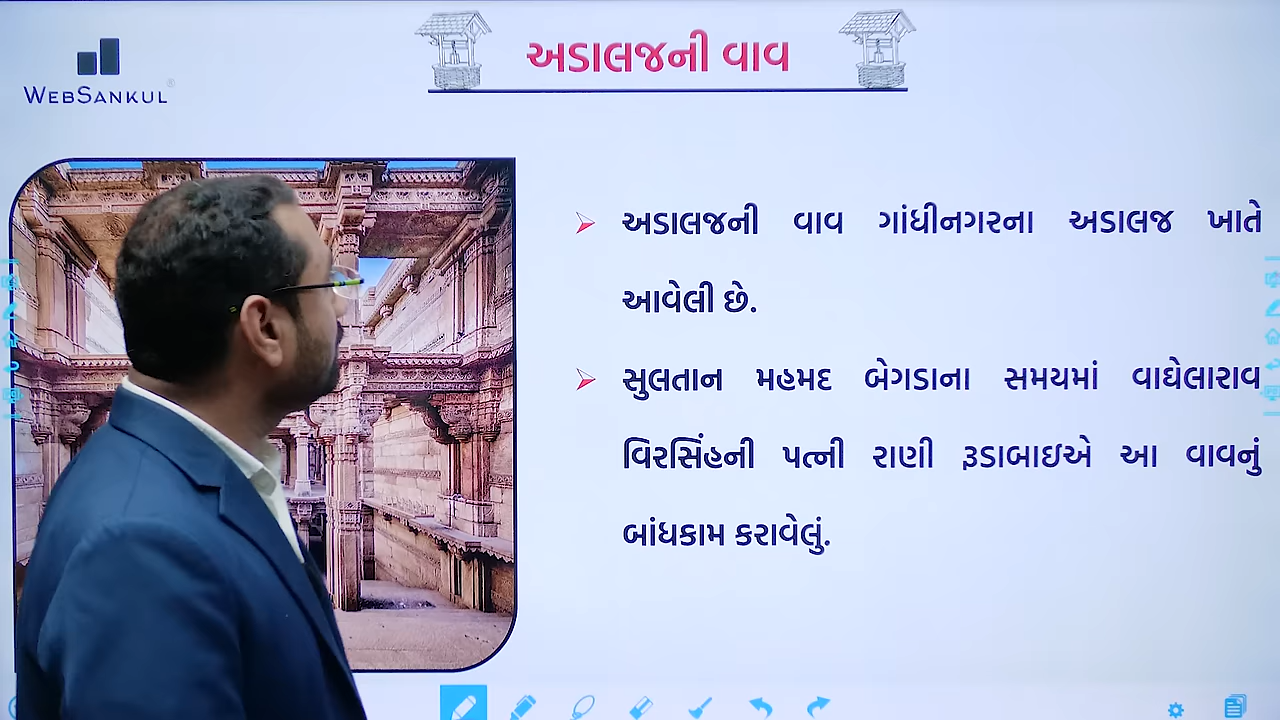 WEBSANKUL
અડાલજની વાવ
અડાલજની વાવ ગાંધીનગરના અડાલજ ખાતે
આવેલી છે.
સુલતાન મહમદ બેગડાના સમયમાં વાઘેલારાવ
વિરસિંહની પત્ની રાણી રૂડાબાઇએ આ વાવનું
બાંધકામ કરાવેલું.